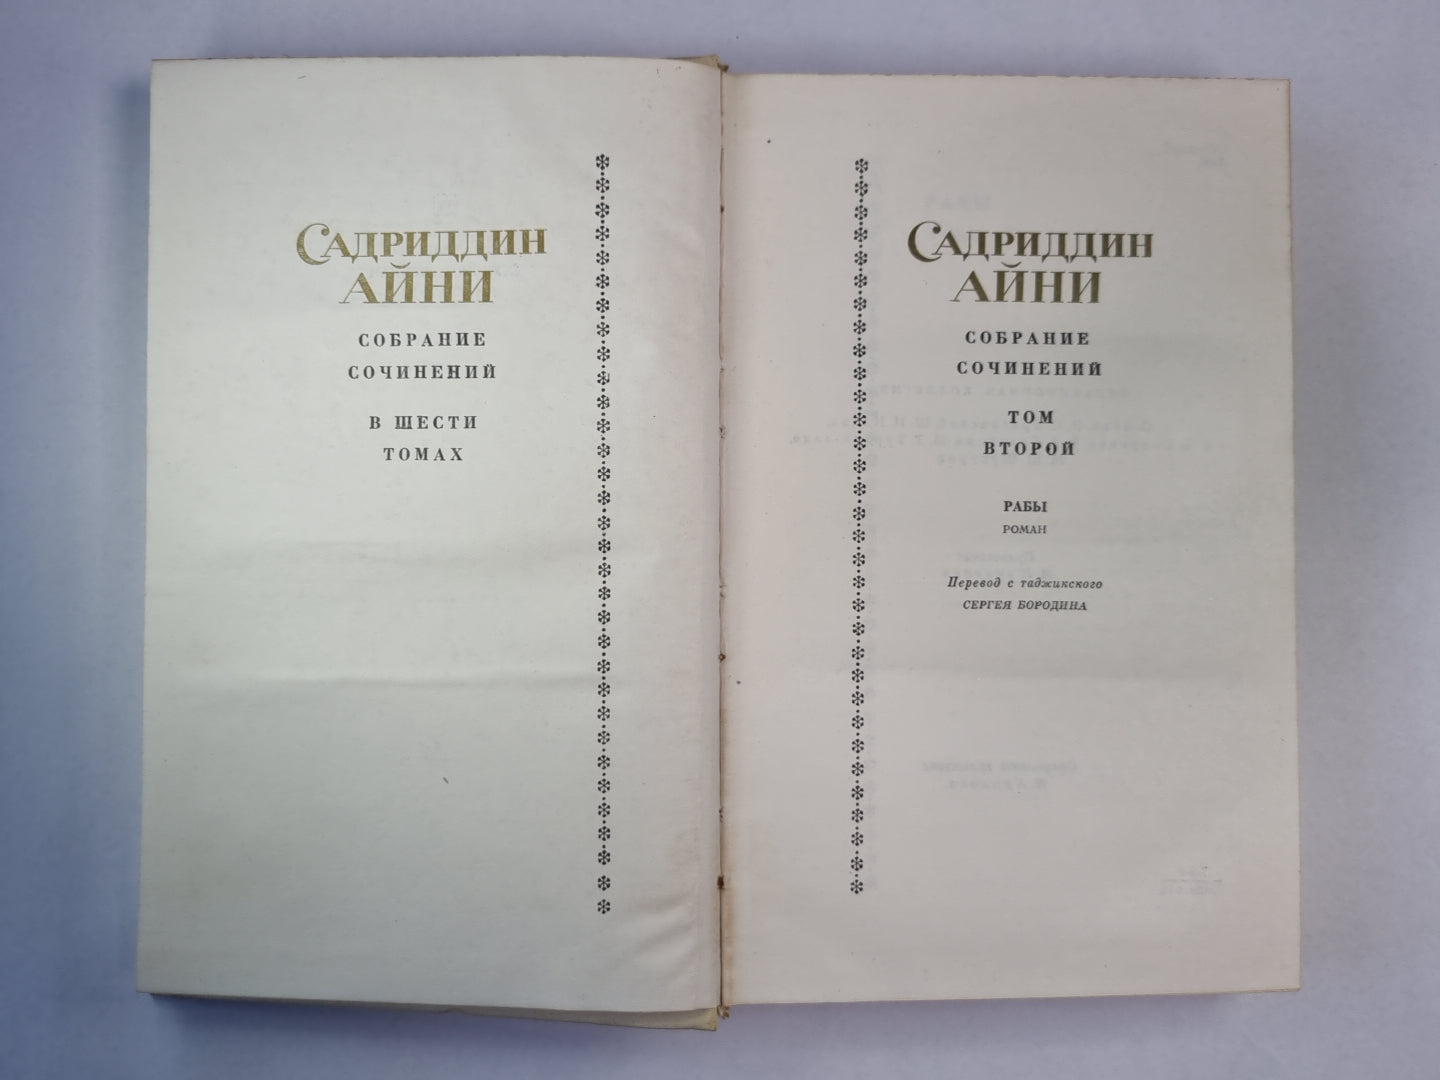 САДРИДДИН
АЙНИ
СОБРАНИЕ
СОЧИНЕНИЙ
В ШЕСТИ
ТОМАХ
САДРИДДИН
АЙНИ
СОБРАНИЕ
СОЧИНЕНИЙ
ТОМ
ВТОРОЙ
РАБЫ
РОМАН
Перевод с таджикского
СЕРГЕЯ БОРОДИНА